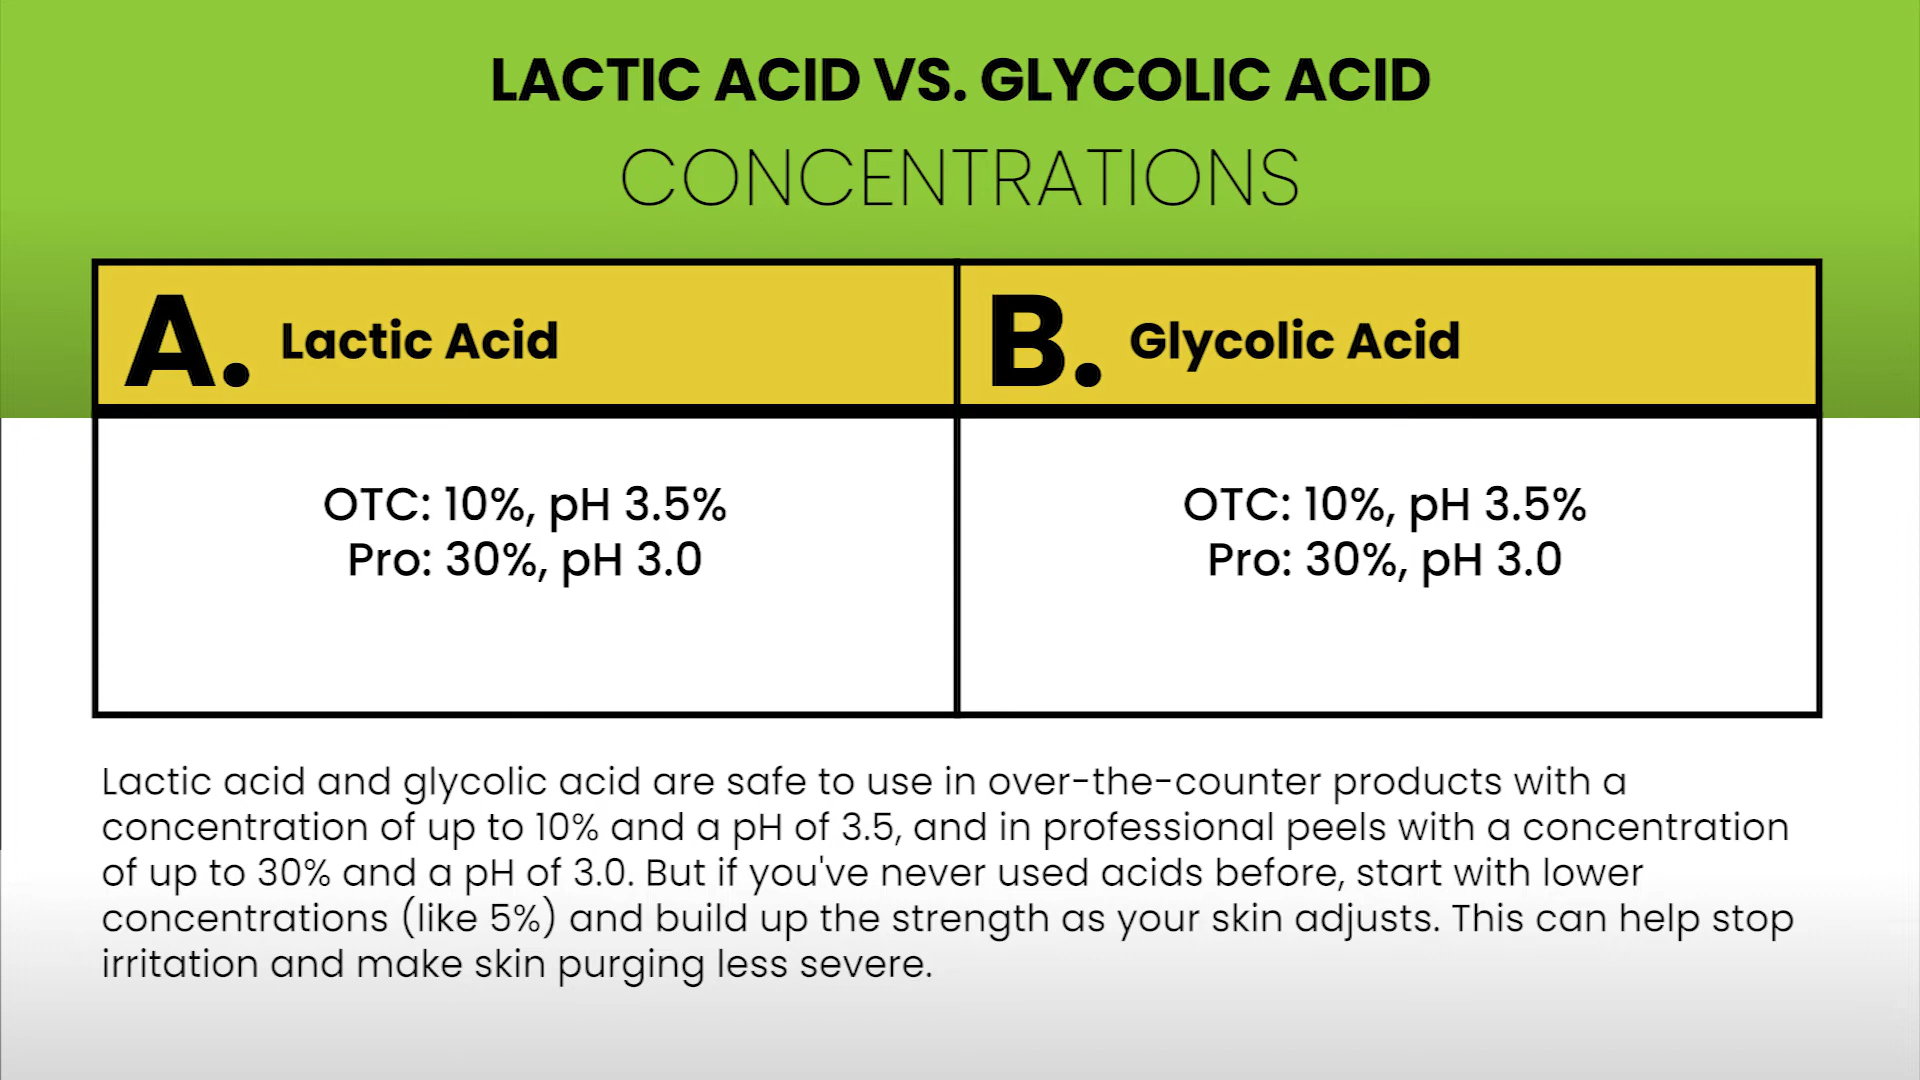 LACTIC ACID VS. GLYCOLIC ACID
CONCENTRATIONS
A. Lactic Acid
B. Glycolic Acid
OTC: 10%, pH 3.5%
Pro: 30%, pH 3.0
OTC: 10%, pH 3.5%
Pro: 30%, pH 3.0
Lactic acid and glycolic acid are safe to use in over-the-counter products with a
concentration of up to 10% and a pH of 3.5, and in professional peels with a concentration
of up to 30% and a pH of 3.0. But if you've never used acids before, start with lower
concentrations (like 5%) and build up the strength as your skin adjusts. This can help stop
irritation and make skin purging less severe.